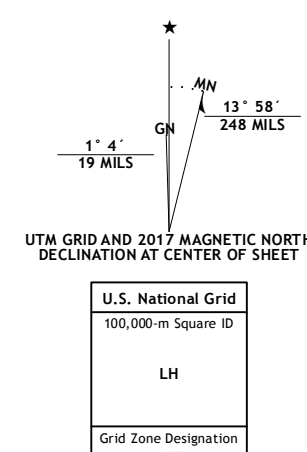 ★
MN
13° 58´
248 MILS
GN
1° 4´
19 MILS
UTM GRID AND 2017 MAGNETIC NORTH
DECLINATION AT CENTER OF SHEET
U.S. National Grid
100,000-m Square ID
LH
Grid Zone Designation